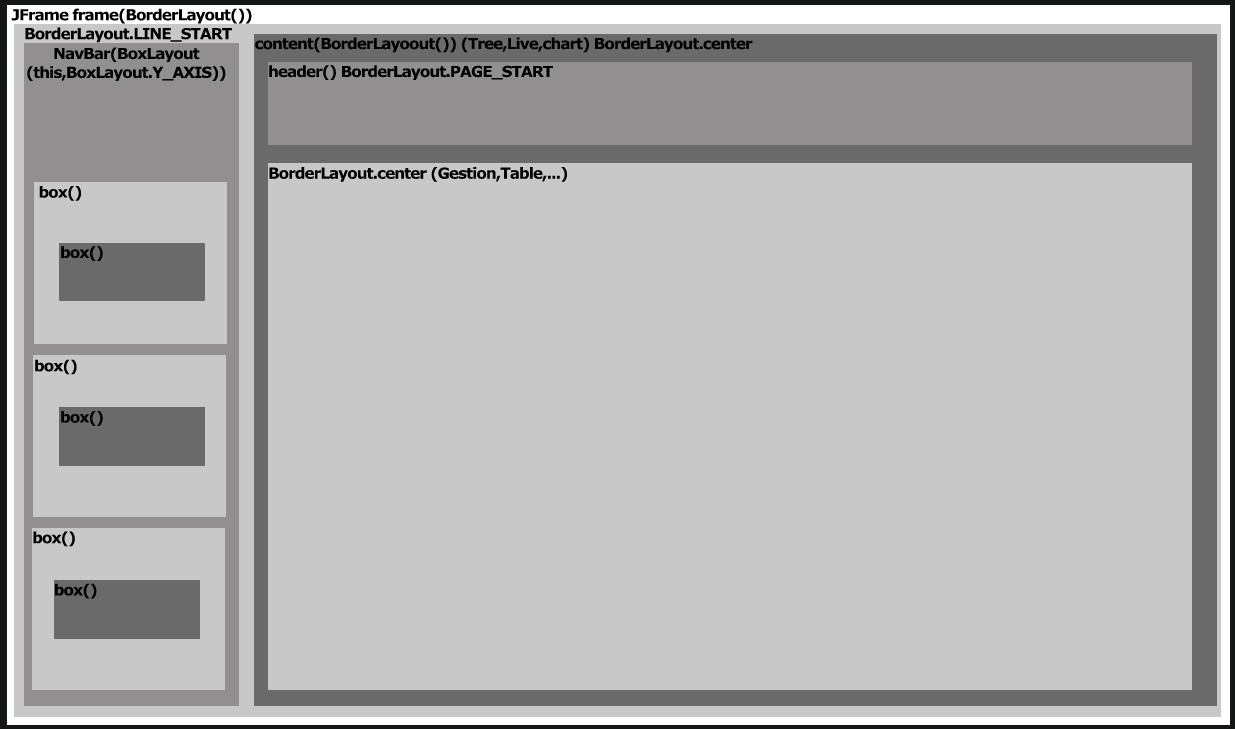 JFrame frame(BorderLayout())
BorderLayout.LINE_START
NavBar(BoxLayout
(this,BoxLayout.Y_AXIS))
content(BorderLayoout()) (Tree,Live,chart) BorderLayout.center
header() BorderLayout.PAGE_START
BorderLayout.center (Gestion,Table,...)
box()
box()
box()
box()
box()
box()